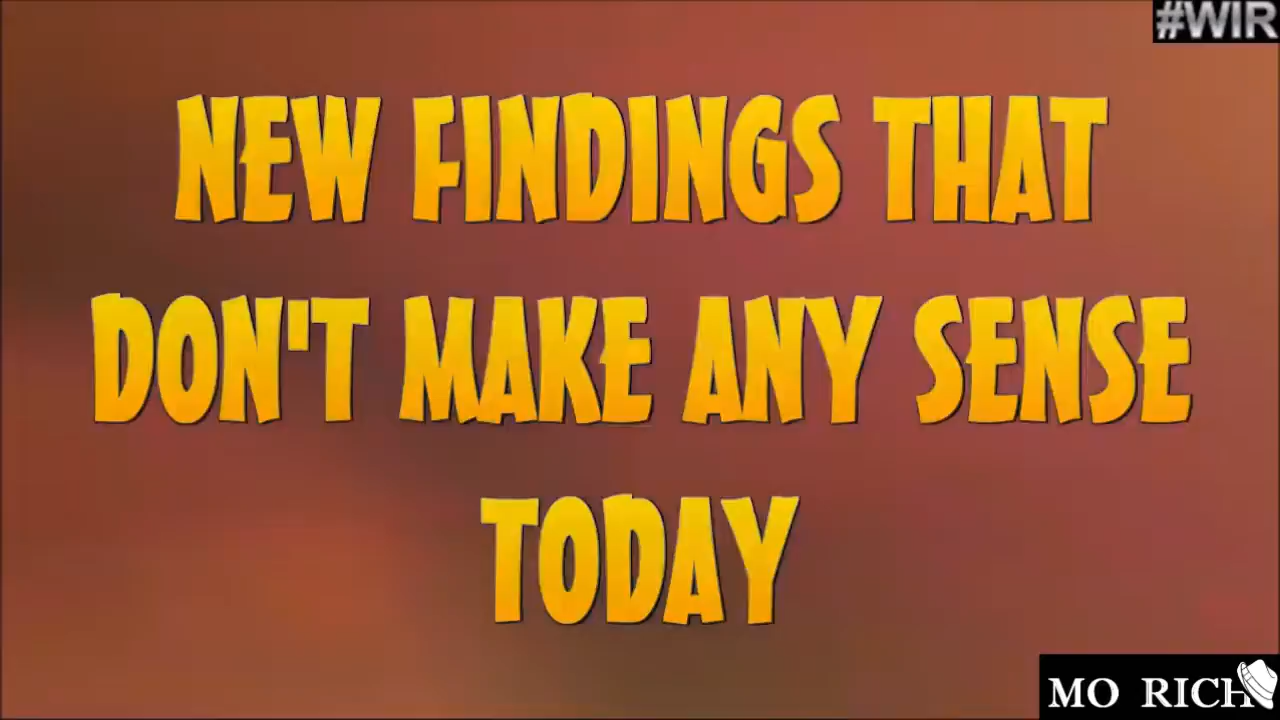 #WIR
NEW FINDINGS THAT
DON'T MAKE ANY SENSE
TODAY
MO RICH